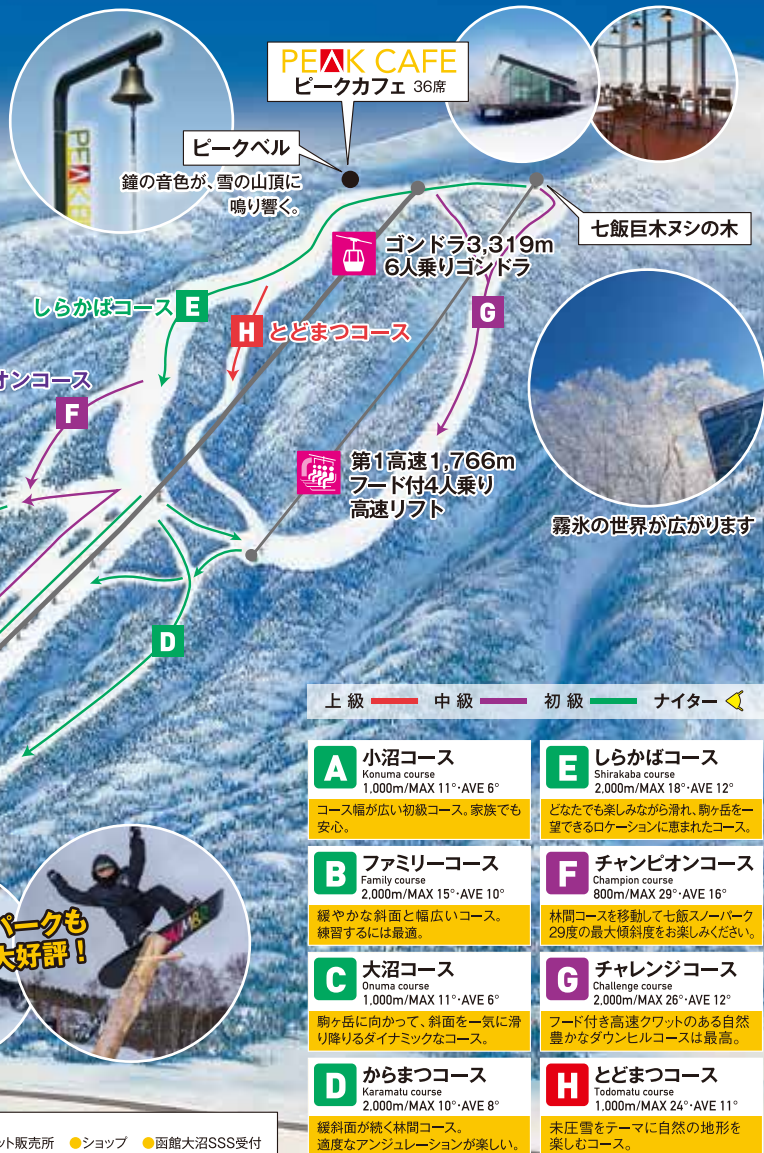 PEAK CAFE
ピークカフェ 36席
PEAK B
ピークベル
鐘の音色が、雪の山頂に
鳴り響く。
七飯巨木ヌシの木
ゴンドラ3,319m
6人乗りゴンドラ
しらかばコース E
H とどまつコース
G
オンコース
F
第1高速1,766m
フード付4人乗り
高速リフト
霧氷の世界が広がります
D
上級 中級 初級 ナイター
A 小沼コース
Konuma course
1,000m/MAX 11°・AVE 6°
コース幅が広い初級コース。家族でも
安心。
B ファミリーコース
Family course
2,000m/MAX 15°・AVE 10°
緩やかな斜面と幅広いコース。
練習するには最適。
C 大沼コース
Onuma course
1,000m/MAX 11°・AVE 6°
駒ヶ岳に向かって、斜面を一気に滑
り降りるダイナミックなコース。
D からまつコース
Karamatu course
2,000m/MAX 10°・AVE 8°
緩斜面が続く林間コース。
適度なアンジュレーションが楽しい。
E しらかばコース
Shirakaba course
2,000m/MAX 18°・AVE 12°
どなたでも楽しみながら滑れ、駒ヶ岳を一
望できるロケーションに恵まれたコース。
F チャンピオンコース
Champion course
800m/MAX 29°・AVE 16°
林間コースを移動して七飯スノーパーク
29度の最大傾斜度をお楽しみください。
G チャレンジコース
Challenge course
2,000m/MAX 26°・AVE 12°
フード付き高速クワットのある自然
豊かなダウンヒルコースは最高。
H とどまつコース
Todomatu course
1,000m/MAX 24°・AVE 11°
未圧雪をテーマに自然の地形を
楽しむコース。
パークも
大好評！
ット販売所 ●ショップ ●函館大沼SSS受付